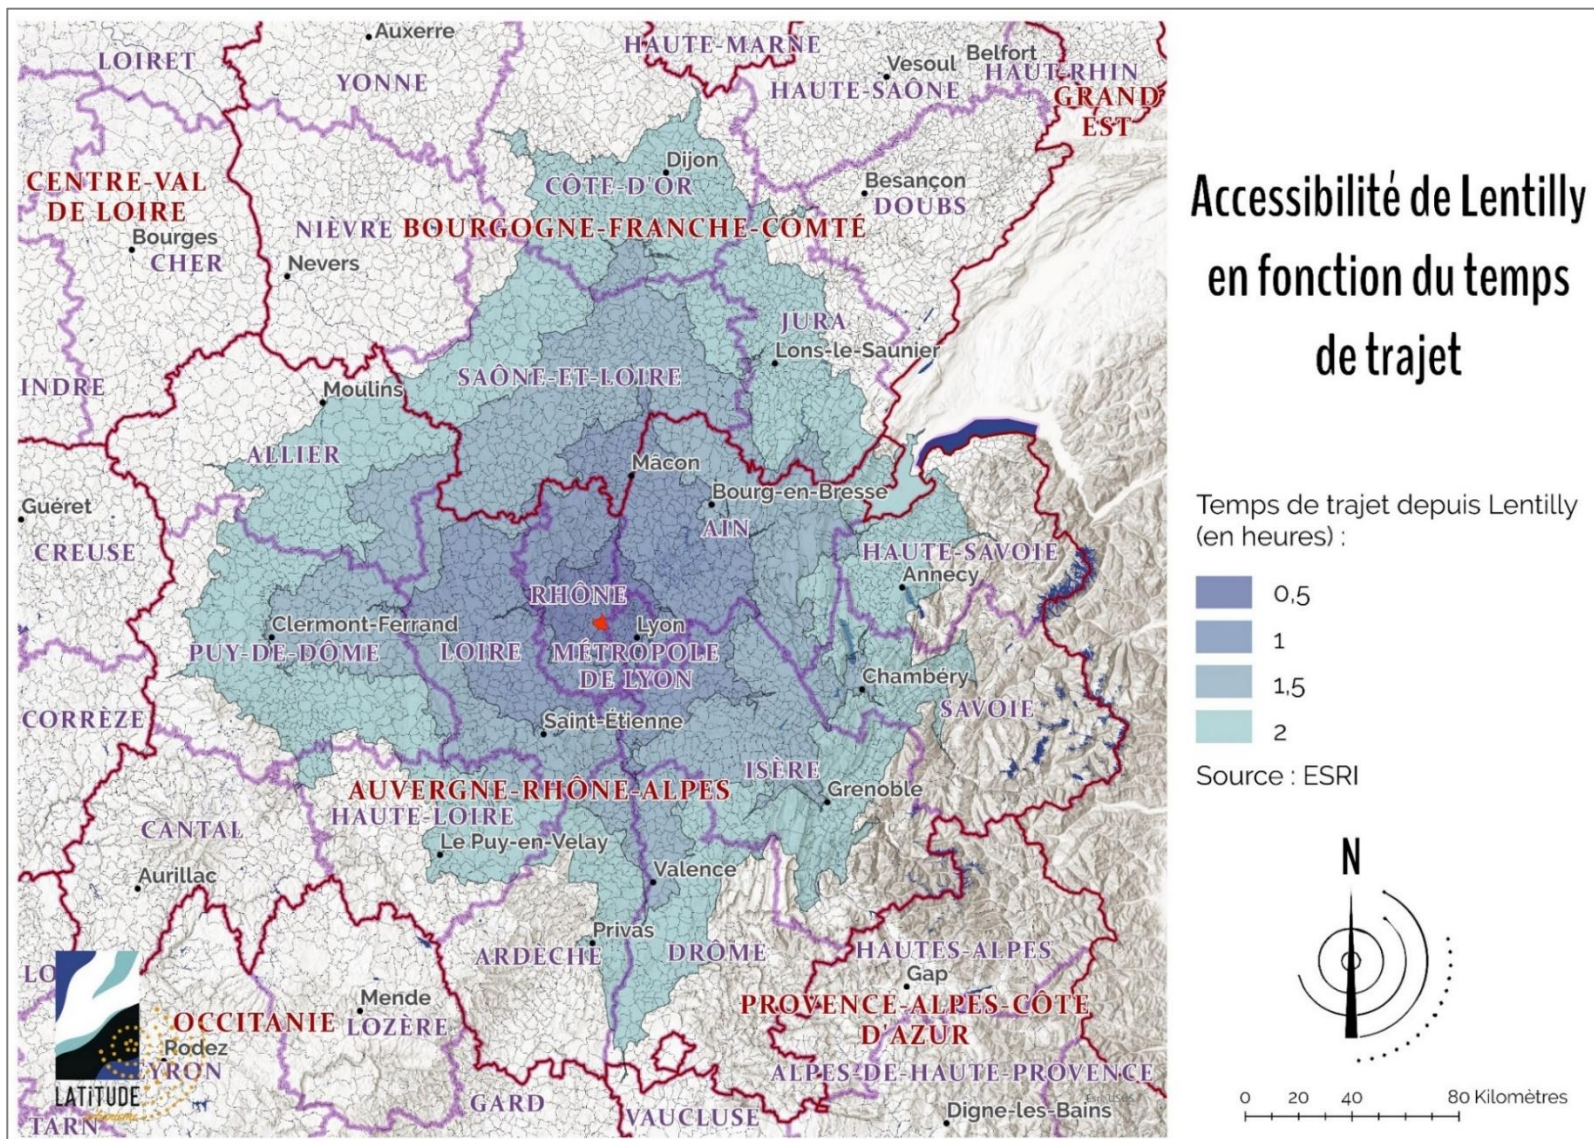 Auxerre
LOIRET
YONNE
HAUTE-MARNE
Belfort
Vesoul
HAUT-RHIN
HAUTE-SAÔNE
GRAND
EST
Dijon
CÔTE-D'OR
Besançon
DOUBS
CENTRE-VAL
DE LOIRE
Bourges
CHER
NIÈVRE
BOURGOGNE-FRANCHE-COMTÉ
Nevers
JURA
Lons-le-Saunier
INDRE
Moulins
SAÔNE-ET-LOIRE
ALLIER
Mâcon
Bourg-en-Bresse
AIN
Guéret
CREUSE
HAUTE-SAVOIE
Annecy
RHÔNE
Clermont-Ferrand
PUY-DE-DÔME
LOIRE
Lyon
MÉTROPOLE
DE LYON
Chambéry
SAVOIE
CORRÈZE
Saint-Étienne
ISÈRE
AUVERGNE-RHÔNE-ALPES
Grenoble
HAUTE-LOIRE
CANTAL
Le Puy-en-Velay
Aurillac
Valence
Privas
ARDÈCHE
DRÔME
HAUTES-ALPES
Gap
LO
Mende
LOZÈRE
PROVENCE-ALPES-CÔTE
D'AZUR
OCCITANIE
Rodez
EYRON
ALPES-DE-HAUTE-PROVENCE
GARD
VAUCLUSE
Digne-les-Bains
TARN
LATiTUDE
Accessibilité de Lentilly
en fonction du temps
de trajet
Temps de trajet depuis Lentilly
(en heures) :
0,5
1
1,5
2
Source : ESRI
N
0 20 40 80 Kilomètres